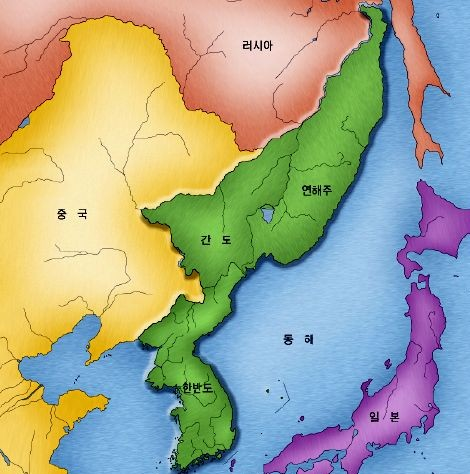 러시아
연해주
중 국
간 도
동 해
한반도
일 본